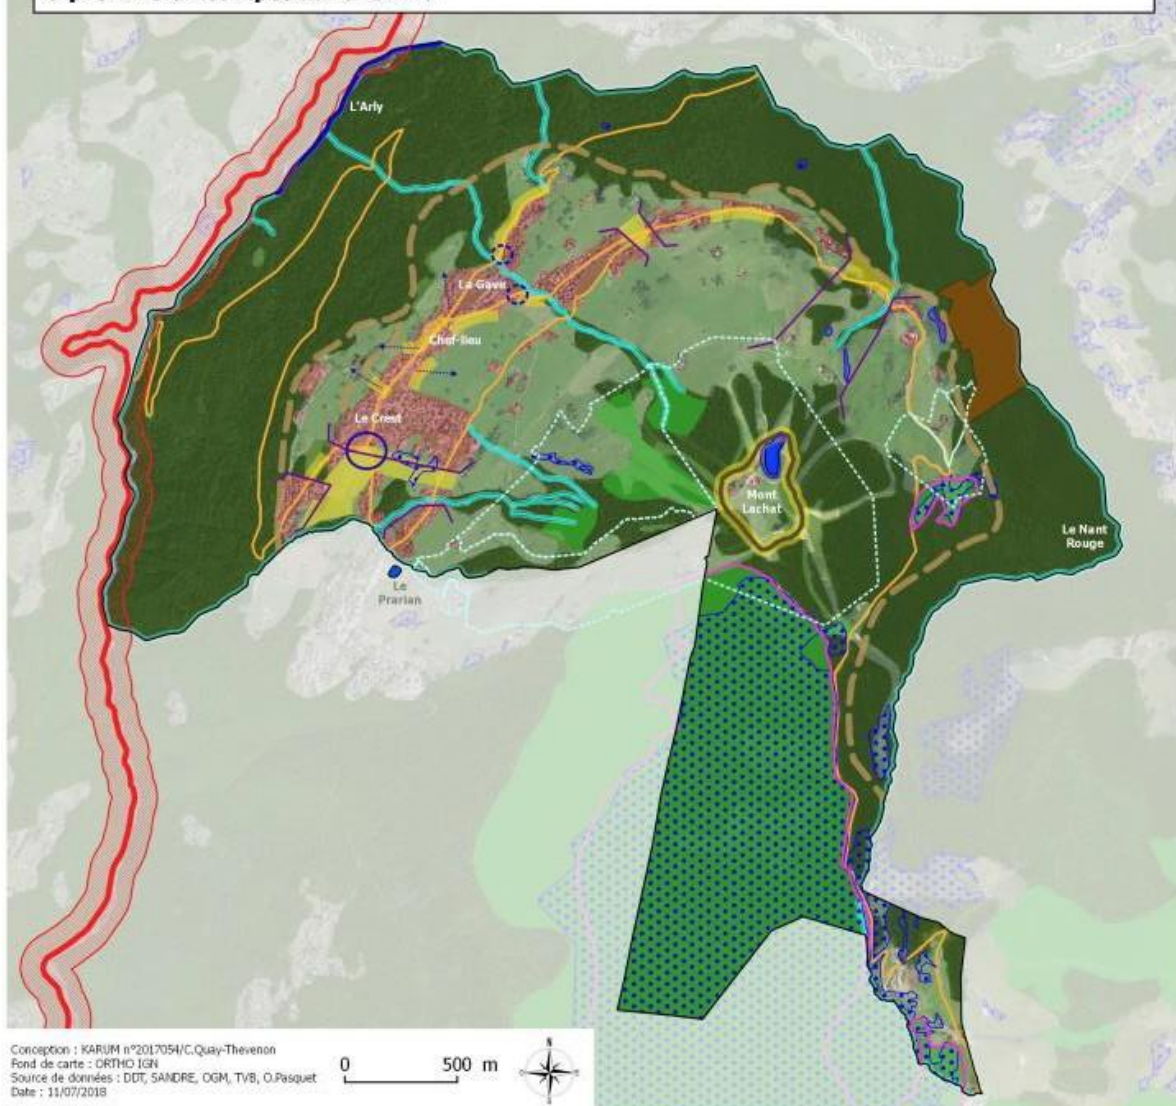 L'Arly
La Gave
Chef-lieu
Le Crest
Mont
Lachat
Le Nant
Rouge
Le
Prarian
Conception : KARUM n°2017054/C.Quay-Thevenon
Fond de carte : ORTHO IGN
Source de données : DDT, SANDRE, OGM, TVB, O.Pasquet
Date : 11/07/2018
0 500 m
N